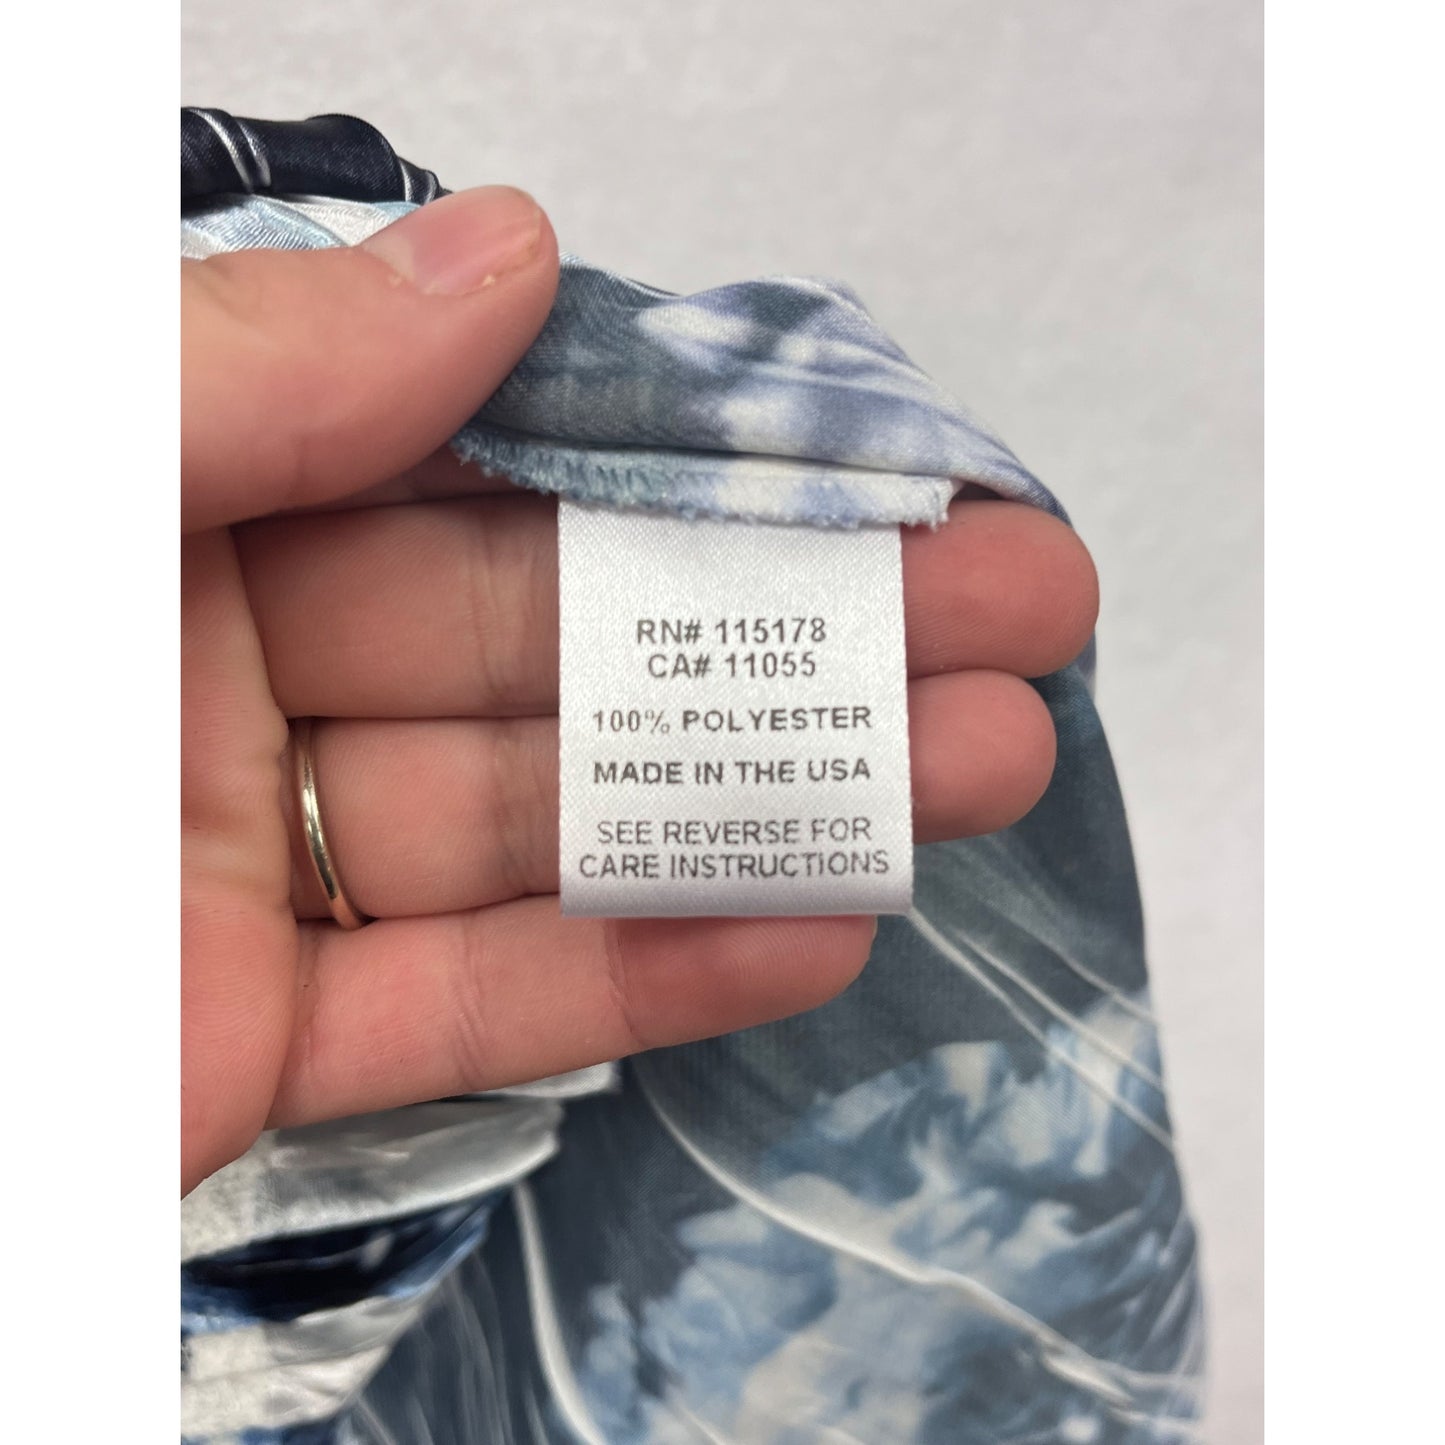 RN# 115178
CA# 11055
100% POLYESTER
MADE IN THE USA
SEE REVERSE FOR
CARE INSTRUCTIONS